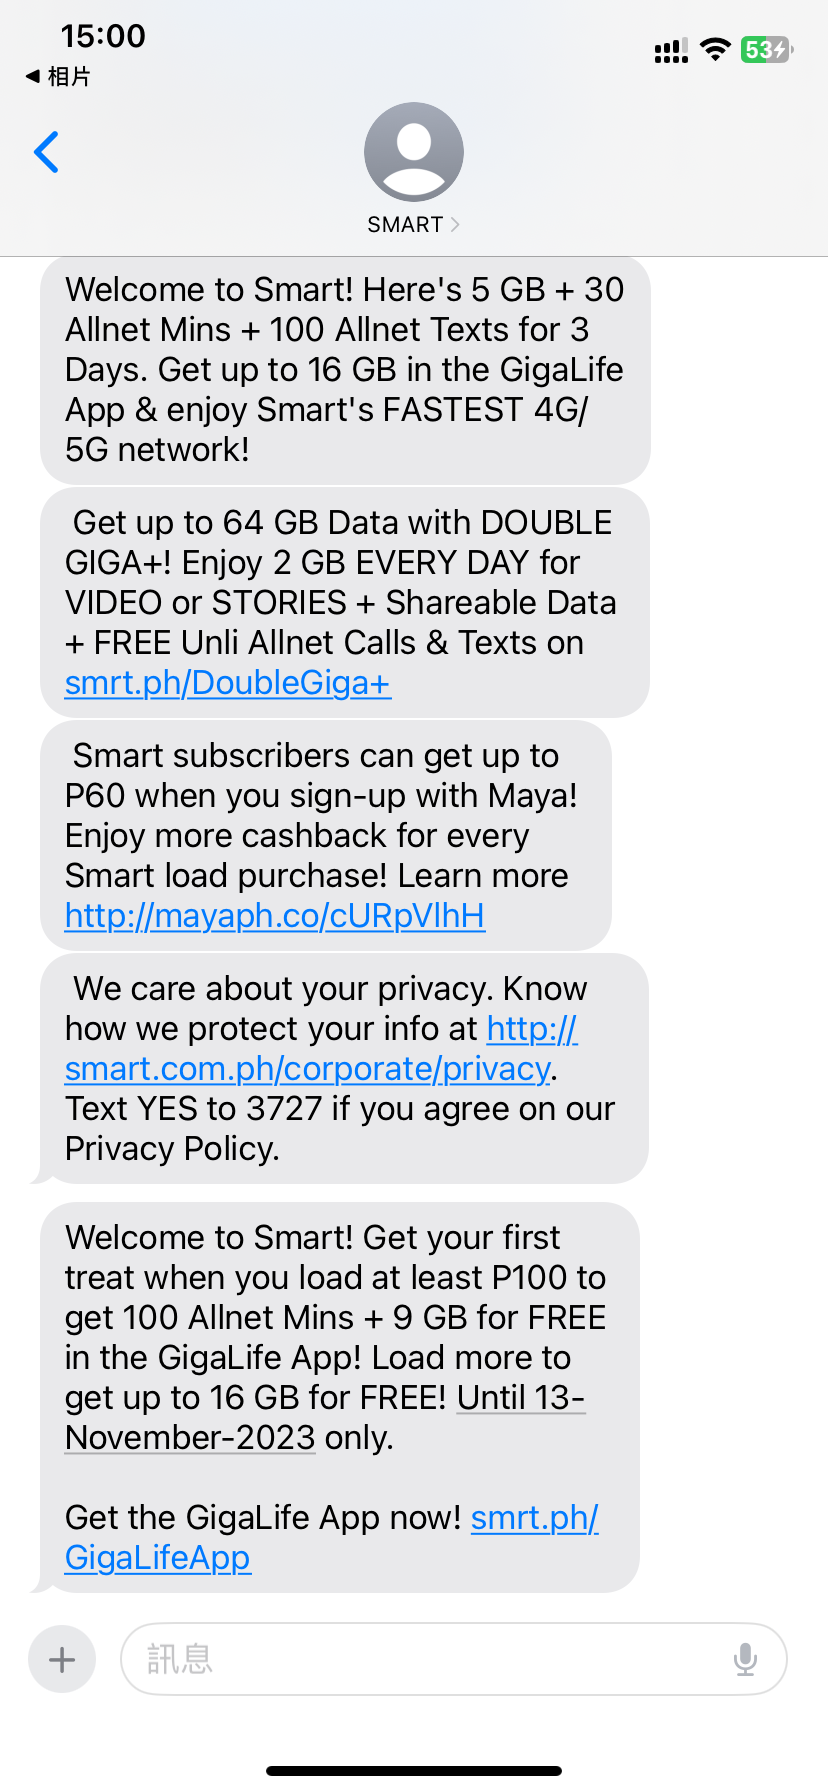 15:00
53
◀ 相片
SMART
Welcome to Smart! Here's 5 GB + 30
Allnet Mins + 100 Allnet Texts for 3
Days. Get up to 16 GB in the GigaLife
App & enjoy Smart's FASTEST 4G/
5G network!
Get up to 64 GB Data with DOUBLE
GIGA+! Enjoy 2 GB EVERY DAY for
VIDEO or STORIES + Shareable Data
+ FREE Unli Allnet Calls & Texts on
smrt.ph/DoubleGiga+
Smart subscribers can get up to
P60 when you sign-up with Maya!
Enjoy more cashback for every
Smart load purchase! Learn more
http://mayaph.co/cURpVlhH
We care about your privacy. Know
how we protect your info at http://
smart.com.ph/corporate/privacy.
Text YES to 3727 if you agree on our
Privacy Policy.
Welcome to Smart! Get your first
treat when you load at least P100 to
get 100 Allnet Mins + 9 GB for FREE
in the GigaLife App! Load more to
get up to 16 GB for FREE! Until 13-
November-2023 only.
Get the GigaLife App now! smrt.ph/
GigaLifeApp
訊息